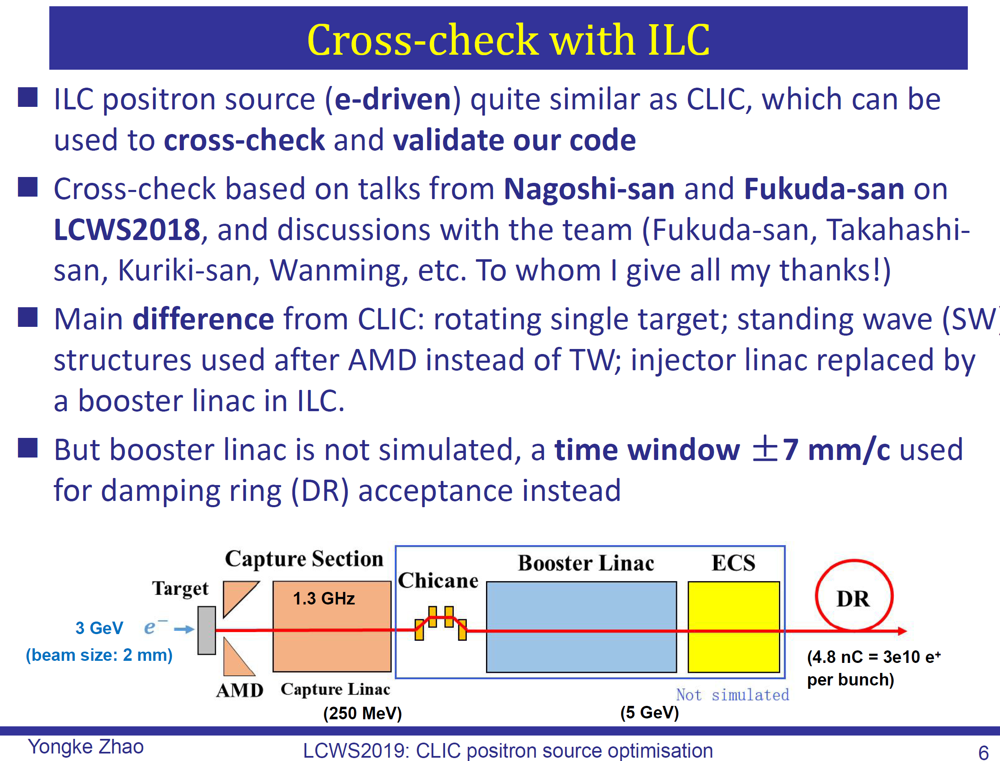 Cross-check with ILC
■ ILC positron source (e-driven) quite similar as CLIC, which can be
used to cross-check and validate our code
■ Cross-check based on talks from Nagoshi-san and Fukuda-san on
LCWS2018, and discussions with the team (Fukuda-san, Takahashi-
san, Kuriki-san, Wanming, etc. To whom I give all my thanks!)
■ Main difference from CLIC: rotating single target; standing wave (SW)
structures used after AMD instead of TW; injector linac replaced by
a booster linac in ILC.
■ But booster linac is not simulated, a time window ±7 mm/c used
for damping ring (DR) acceptance instead
Capture Section
Booster Linac
ECS
Chicane
Target
1.3 GHz
DR
3 GeV e⁻
(beam size: 2 mm)
(4.8 nC = 3e10 e⁺
per bunch)
AMD
Capture Linac
Not simulated
(250 MeV)
(5 GeV)
Yongke Zhao
LCWS2019: CLIC positron source optimisation
6